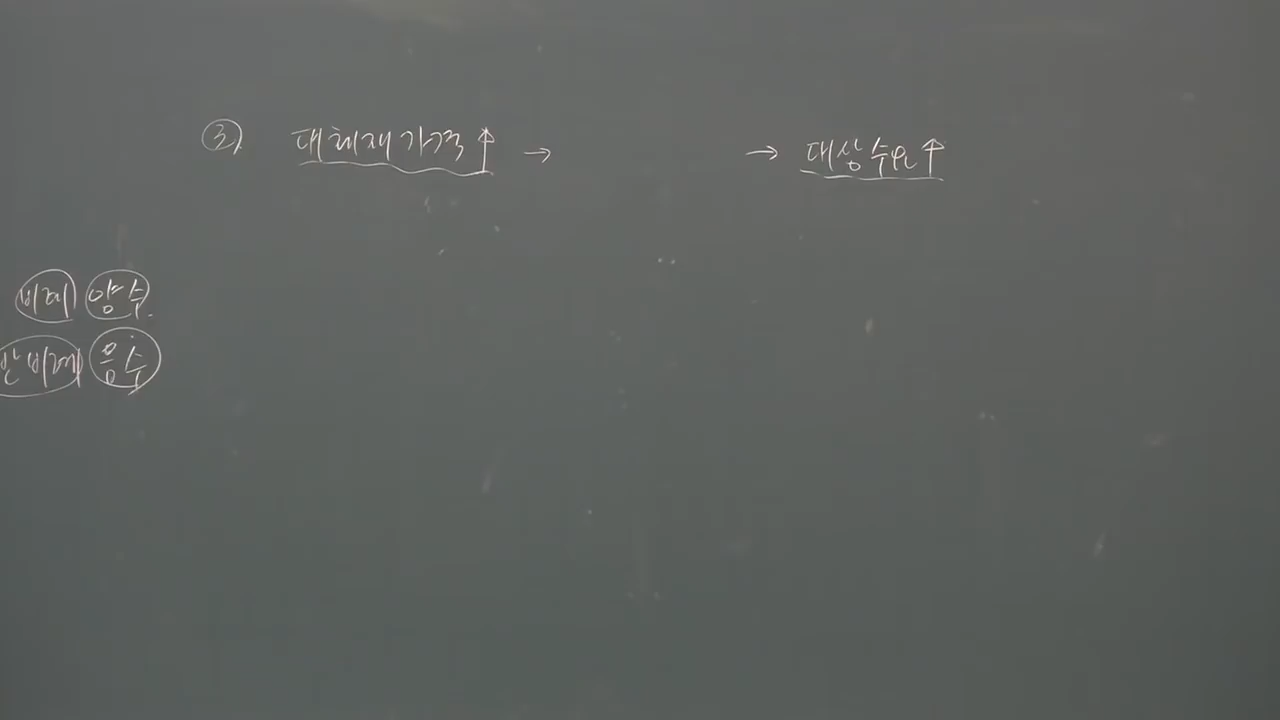 ③ 대체재가격↑ → → 대상수요↑
비례 양수.
반비례 음수